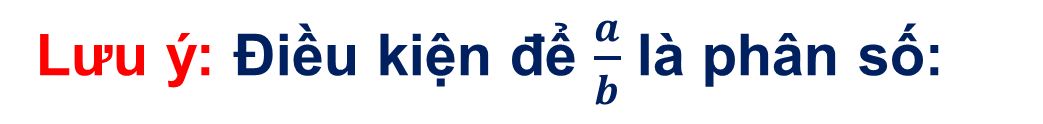 Lưu ý: Điều kiện để a/b là phân số: